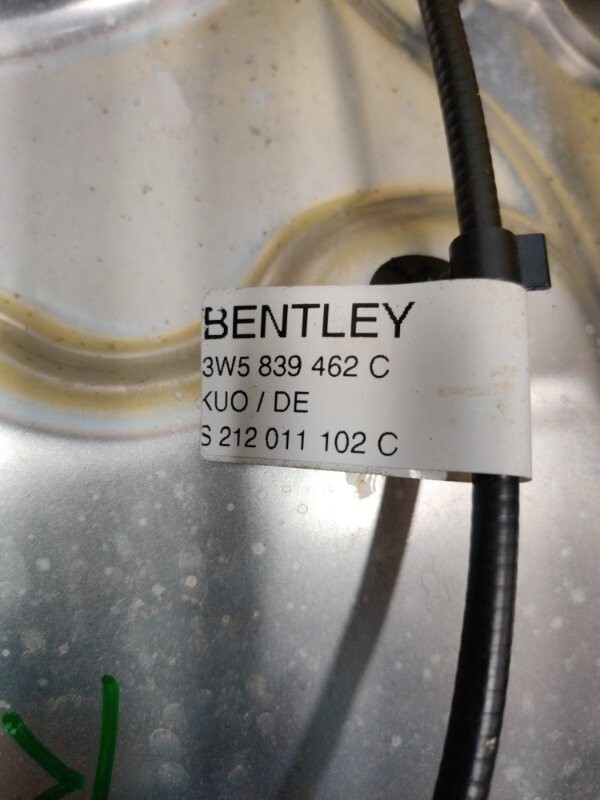 BENTLEY
3W5 839 462 C
KUO / DE
S 212 011 102 C